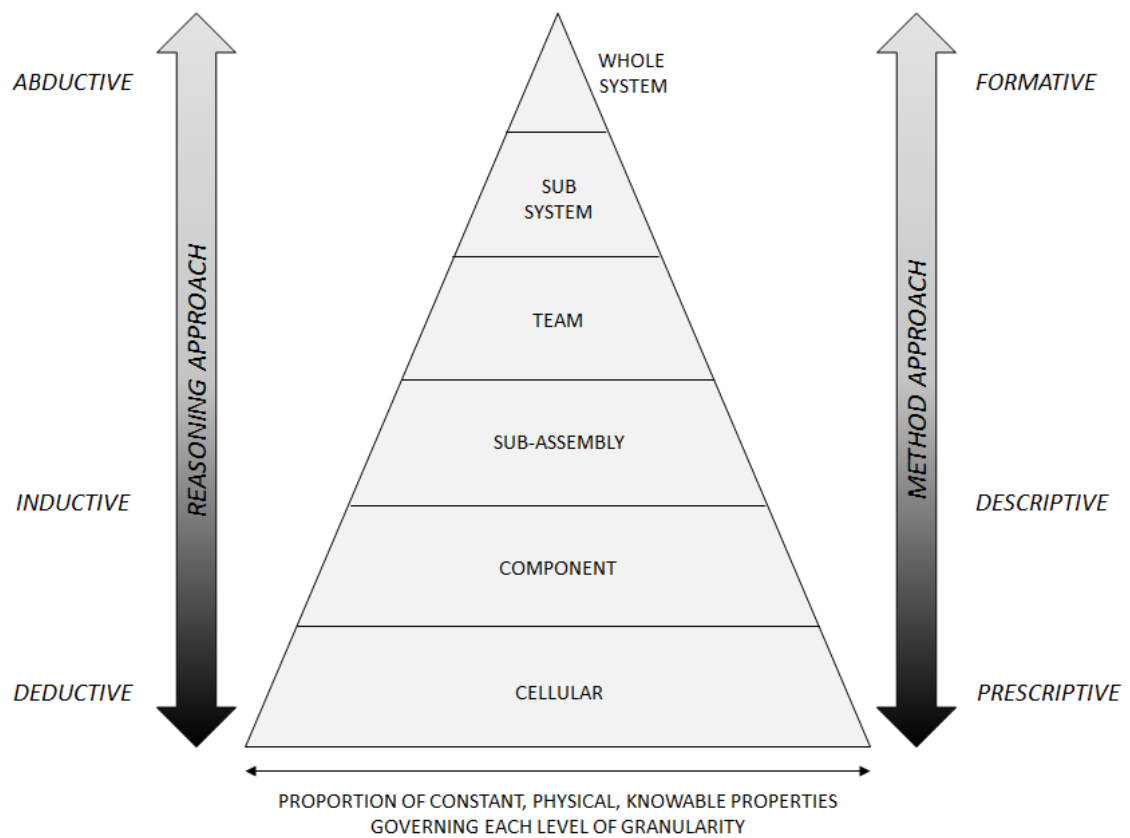 ABDUCTIVE
INDUCTIVE
DEDUCTIVE
REASONING APPROACH
WHOLE
SYSTEM
SUB
SYSTEM
TEAM
SUB-ASSEMBLY
COMPONENT
CELLULAR
METHOD APPROACH
FORMATIVE
DESCRIPTIVE
PRESCRIPTIVE
PROPORTION OF CONSTANT, PHYSICAL, KNOWABLE PROPERTIES
GOVERNING EACH LEVEL OF GRANULARITY